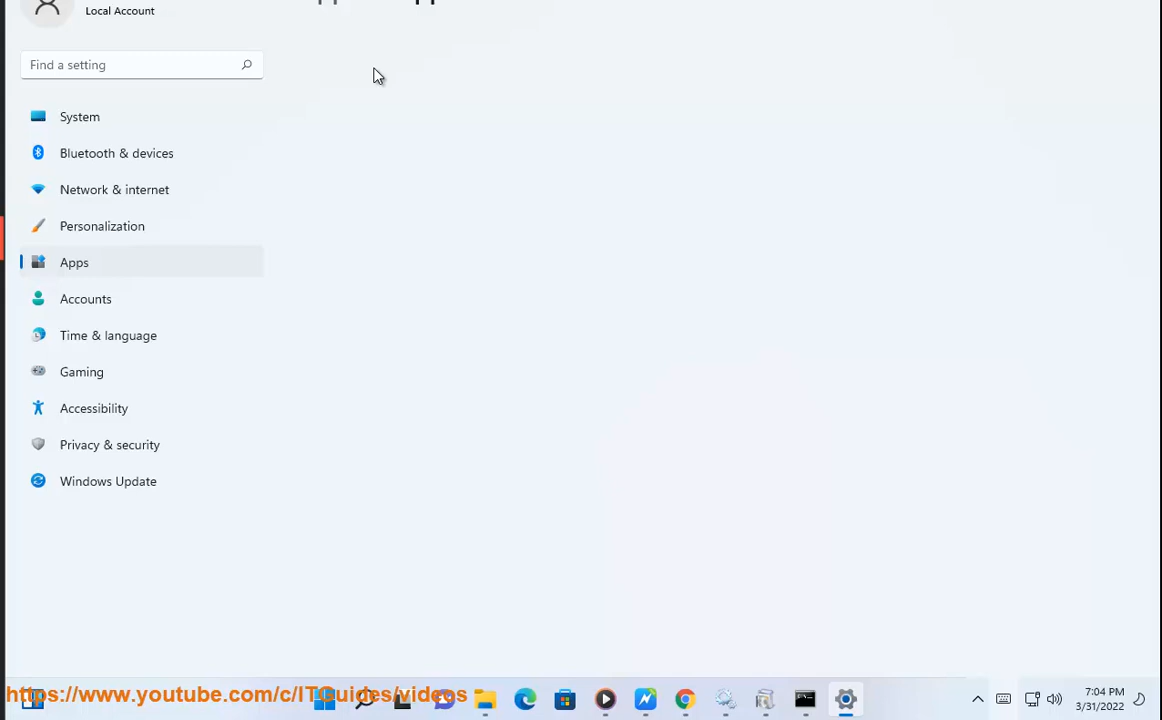 Local Account
Find a setting
System
Bluetooth & devices
Network & internet
Personalization
Apps
Accounts
Time & language
Gaming
Accessibility
Privacy & security
Windows Update
https://www.youtube.com/c/ITGuides/videos
7:04 PM
3/31/2022